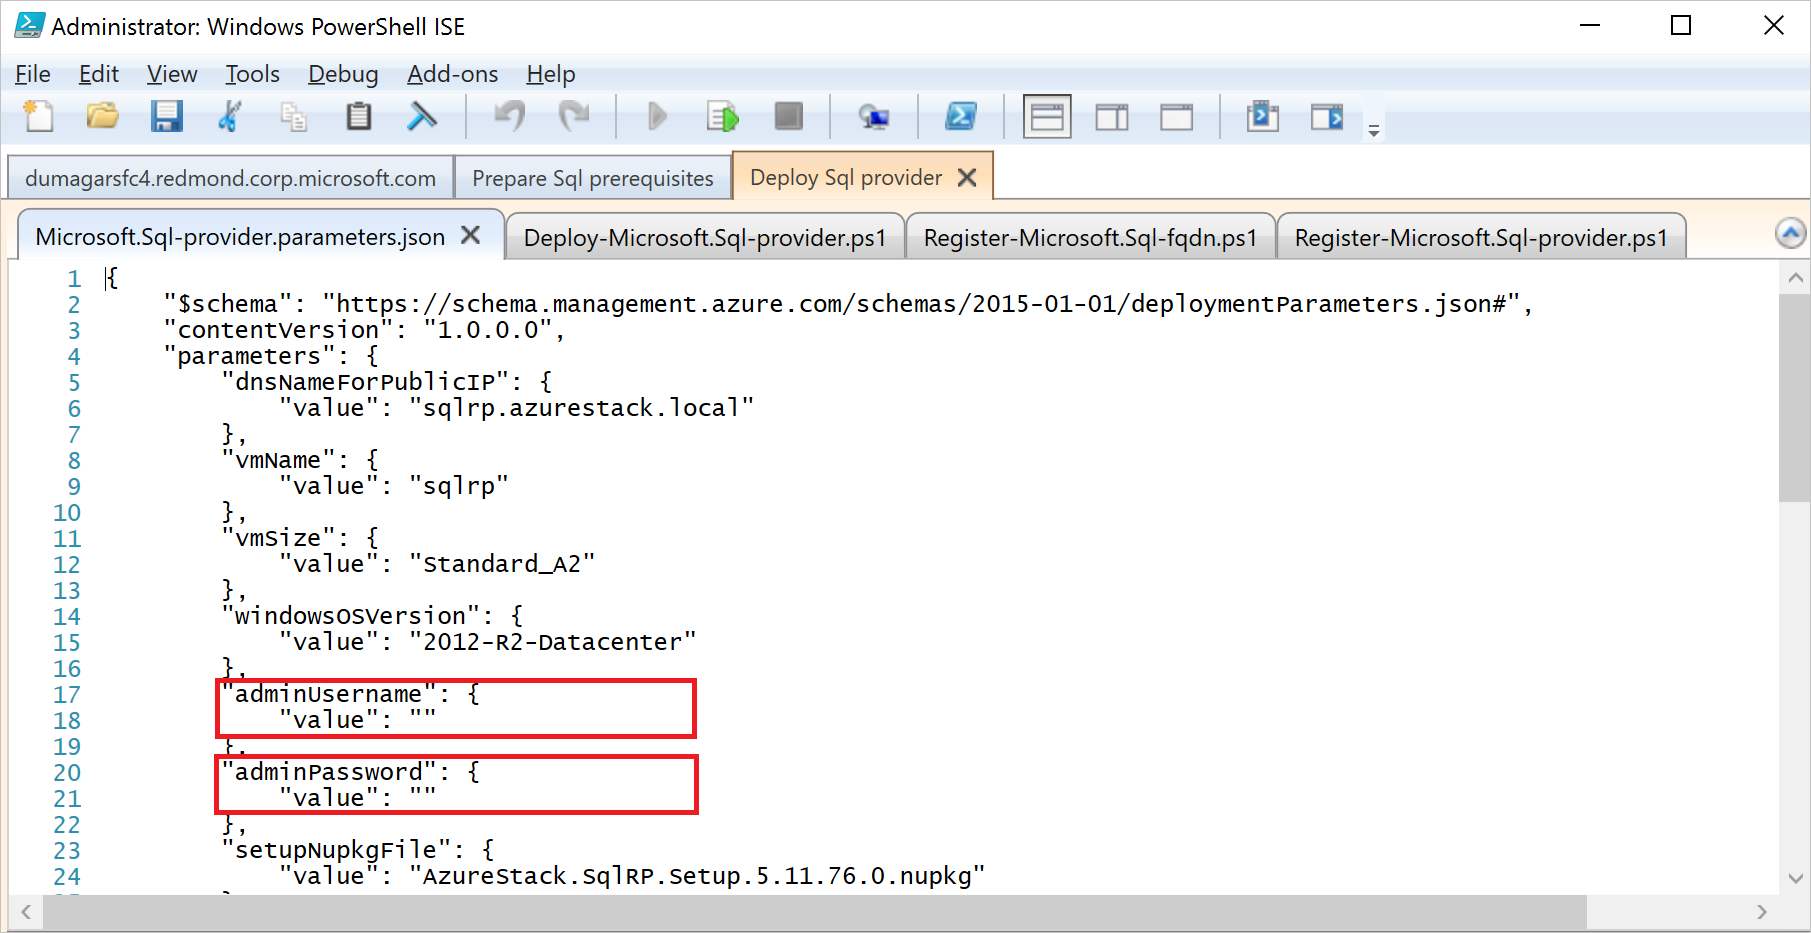 Administrator: Windows PowerShell ISE
File Edit View Tools Debug Add-ons Help
dumagarsfc4.redmond.corp.microsoft.com Prepare Sql prerequisites Deploy Sql provider
Microsoft.Sql-provider.parameters.json Deploy-Microsoft.Sql-provider.ps1 Register-Microsoft.Sql-fqdn.ps1 Register-Microsoft.Sql-provider.ps1
1 {
2 "$schema": "https://schema.management.azure.com/schemas/2015-01-01/deploymentParameters.json#",
3 "contentVersion": "1.0.0.0",
4 "parameters": {
5 "dnsNameForPublicIP": {
6 "value": "sqlrp.azurestack.local"
7 },
8 "vmName": {
9 "value": "sqlrp"
10 },
11 "vmSize": {
12 "value": "Standard_A2"
13 },
14 "windowsOSVersion": {
15 "value": "2012-R2-Datacenter"
16 },
17 "adminUsername": {
18 "value": ""
19 },
20 "adminPassword": {
21 "value": ""
22 },
23 "setupNupkgFile": {
24 "value": "AzureStack.SqlRP.Setup.5.11.76.0.nupkg"